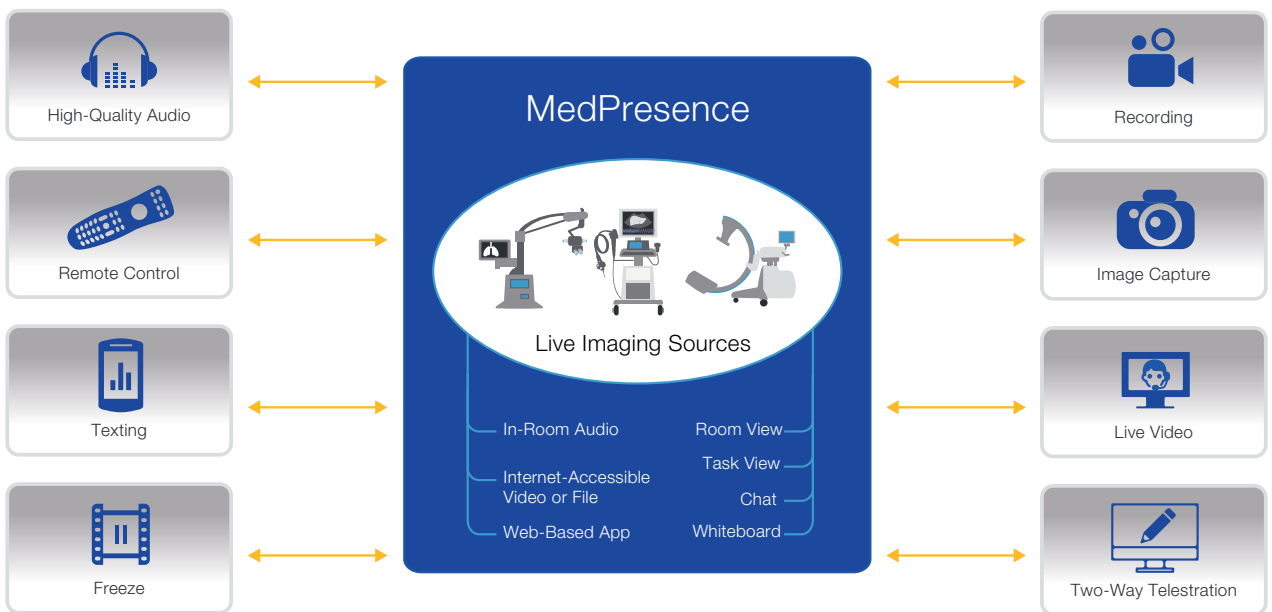 High-Quality Audio
Remote Control
Texting
Freeze
MedPresence
Live Imaging Sources
In-Room Audio
Internet-Accessible
Video or File
Web-Based App
Room View
Task View
Chat
Whiteboard
Recording
Image Capture
Live Video
Two-Way Telestration